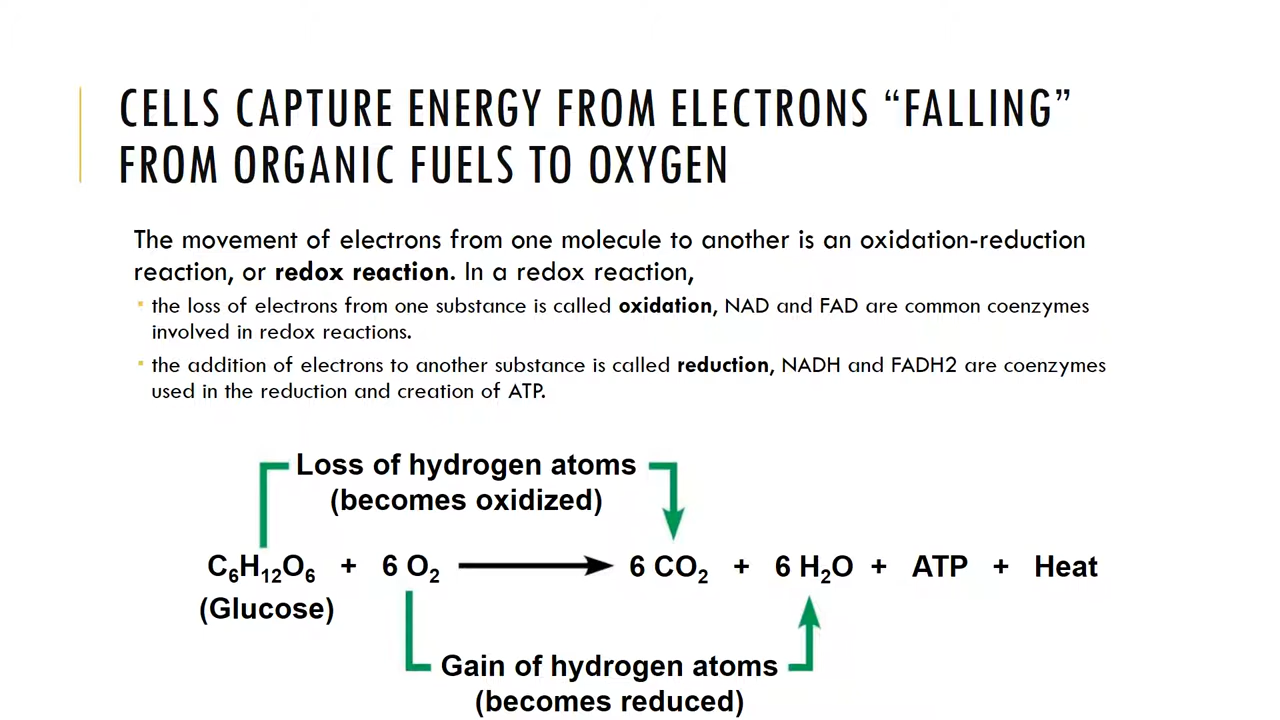 CELLS CAPTURE ENERGY FROM ELECTRONS “FALLING”
FROM ORGANIC FUELS TO OXYGEN
The movement of electrons from one molecule to another is an oxidation-reduction
reaction, or redox reaction. In a redox reaction,
▪ the loss of electrons from one substance is called oxidation, NAD and FAD are common coenzymes
involved in redox reactions.
▪ the addition of electrons to another substance is called reduction, NADH and FADH2 are coenzymes
used in the reduction and creation of ATP.
Loss of hydrogen atoms
(becomes oxidized)
C₆H₁₂O₆ + 6 O₂ → 6 CO₂ + 6 H₂O + ATP + Heat
(Glucose)
Gain of hydrogen atoms
(becomes reduced)